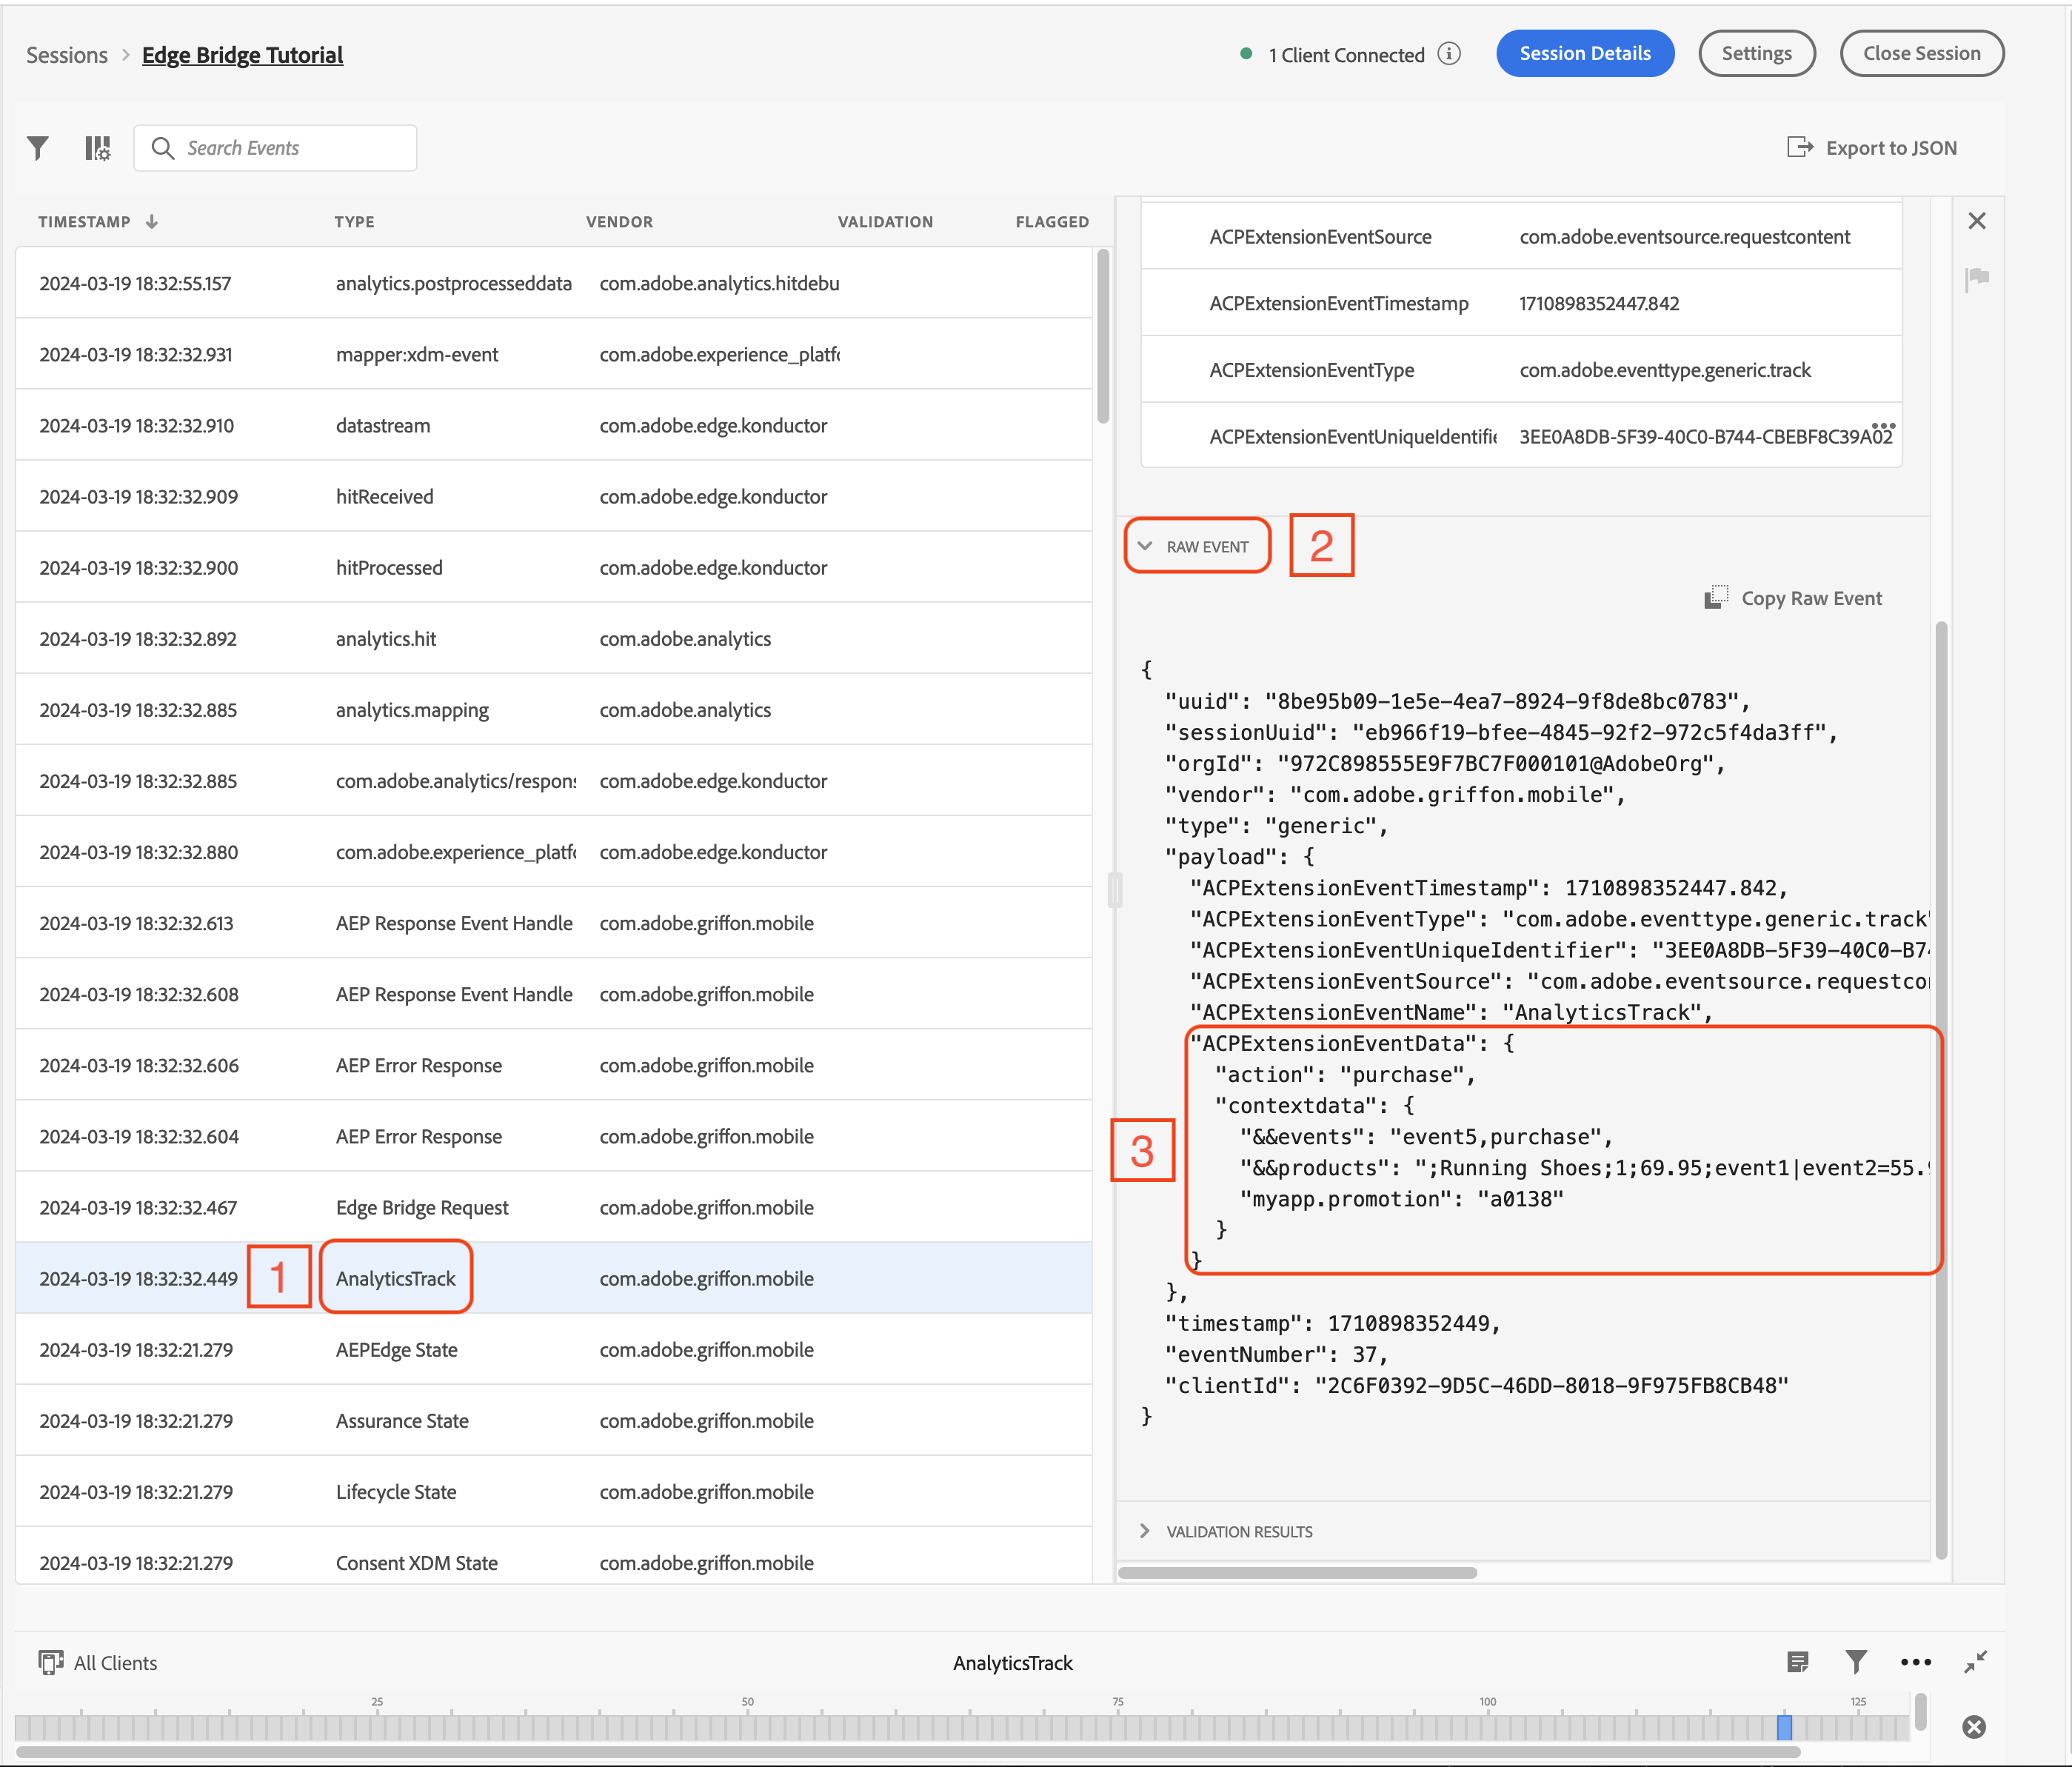 Sessions > Edge Bridge Tutorial
1 Client Connected
Session Details
Settings
Close Session
Search Events
Export to JSON
TIMESTAMP TYPE VENDOR VALIDATION FLAGGED
2024-03-19 18:32:55.157 analytics.postprocesseddata com.adobe.analytics.hitdebu
2024-03-19 18:32:32.931 mapper:xdm-event com.adobe.experience_platfo
2024-03-19 18:32:32.910 datastream com.adobe.edge.konductor
2024-03-19 18:32:32.909 hitReceived com.adobe.edge.konductor
2024-03-19 18:32:32.900 hitProcessed com.adobe.edge.konductor
2024-03-19 18:32:32.892 analytics.hit com.adobe.analytics
2024-03-19 18:32:32.885 analytics.mapping com.adobe.analytics
2024-03-19 18:32:32.885 com.adobe.analytics/respons com.adobe.edge.konductor
2024-03-19 18:32:32.880 com.adobe.experience_platfo com.adobe.edge.konductor
2024-03-19 18:32:32.613 AEP Response Event Handle com.adobe.griffon.mobile
2024-03-19 18:32:32.608 AEP Response Event Handle com.adobe.griffon.mobile
2024-03-19 18:32:32.606 AEP Error Response com.adobe.griffon.mobile
2024-03-19 18:32:32.604 AEP Error Response com.adobe.griffon.mobile
2024-03-19 18:32:32.467 Edge Bridge Request com.adobe.griffon.mobile
2024-03-19 18:32:32.449 1 AnalyticsTrack com.adobe.griffon.mobile
2024-03-19 18:32:21.279 AEPEdge State com.adobe.griffon.mobile
2024-03-19 18:32:21.279 Assurance State com.adobe.griffon.mobile
2024-03-19 18:32:21.279 Lifecycle State com.adobe.griffon.mobile
2024-03-19 18:32:21.279 Consent XDM State com.adobe.griffon.mobile
ACPExtensionEventSource com.adobe.eventsource.requestcontent
ACPExtensionEventTimestamp 1710898352447.842
ACPExtensionEventType com.adobe.eventtype.generic.track
ACPExtensionEventUniqueIdentifie 3EE0A8DB-5F39-40C0-B744-CBEBF8C39A02
RAW EVENT 2
Copy Raw Event
{
"uuid": "8be95b09-1e5e-4ea7-8924-9f8de8bc0783",
"sessionUuid": "eb966f19-bfee-4845-92f2-972c5f4da3ff",
"orgId": "972C898555E9F7BC7F000101@AdobeOrg",
"vendor": "com.adobe.griffon.mobile",
"type": "generic",
"payload": {
"ACPExtensionEventTimestamp": 1710898352447.842,
"ACPExtensionEventType": "com.adobe.eventtype.generic.track"
"ACPExtensionEventUniqueIdentifier": "3EE0A8DB-5F39-40C0-B74
"ACPExtensionEventSource": "com.adobe.eventsource.requestcon
"ACPExtensionEventName": "AnalyticsTrack",
"ACPExtensionEventData": {
"action": "purchase",
"contextdata": {
"&&events": "event5,purchase",
3
"&&products": ";Running Shoes;1;69.95;event1|event2=55.9
"myapp.promotion": "a0138"
}
}
},
"timestamp": 1710898352449,
"eventNumber": 37,
"clientId": "2C6F0392-9D5C-46DD-8018-9F975FB8CB48"
}
VALIDATION RESULTS
All Clients
AnalyticsTrack
25 50 75 100 125